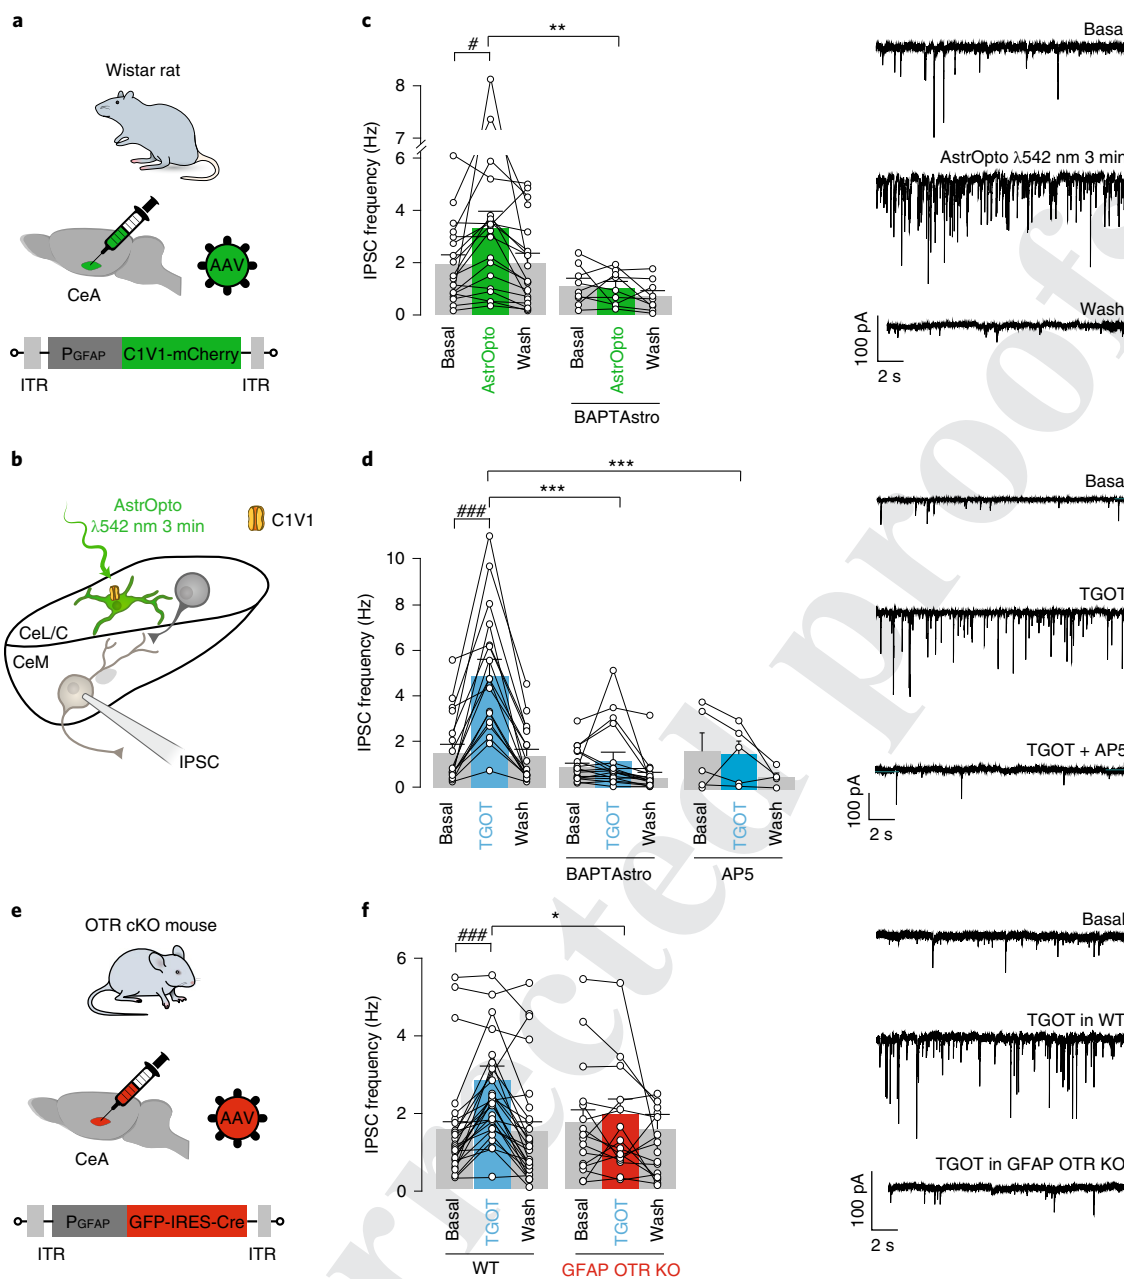 a
Wistar rat
CeA
AAV
PGFAP
C1V1-mCherry
ITR
ITR
c
**
#
IPSC frequency (Hz)
8
7
6
4
2
0
Basal
AstrOpto
Wash
Basal
AstrOpto
Wash
BAPTAstro
Basal
AstrOpto λ542 nm 3 min
Wash
100 pA
2 s
b
AstrOpto
λ542 nm 3 min
C1V1
CeL/C
CeM
IPSC
d
***
***
###
IPSC frequency (Hz)
10
8
6
4
2
0
Basal
TGOT
Wash
Basal
TGOT
Wash
Basal
TGOT
Wash
BAPTAstro
AP5
Basal
TGOT
TGOT + AP5
100 pA
2 s
e
OTR cKO mouse
CeA
AAV
PGFAP
GFP-IRES-Cre
ITR
ITR
f
*
###
IPSC frequency (Hz)
6
4
2
0
Basal
TGOT
Wash
Basal
TGOT
Wash
WT
GFAP OTR KO
Basal
TGOT in WT
TGOT in GFAP OTR KO
100 pA
2 s